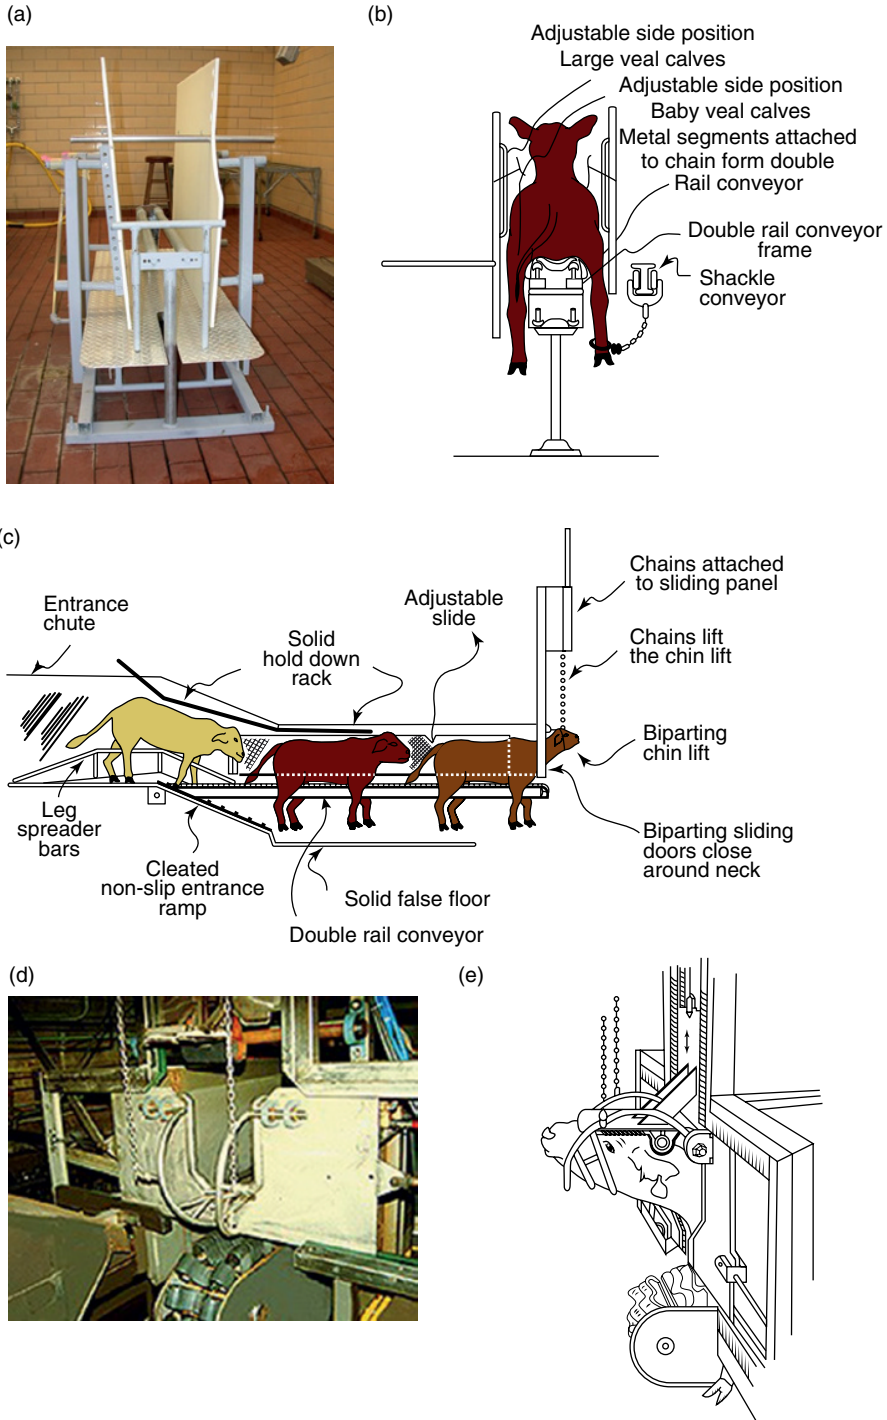 (a)
(b)
Adjustable side position
Large veal calves
Adjustable side position
Baby veal calves
Metal segments attached
to chain form double
Rail conveyor
Double rail conveyor
frame
Shackle
conveyor
(c)
Entrance
chute
Solid
hold down
rack
Adjustable
slide
Chains attached
to sliding panel
Chains lift
the chin lift
Biparting
chin lift
Biparting sliding
doors close
around neck
Leg
spreader
bars
Cleated
non-slip entrance
ramp
Solid false floor
Double rail conveyor
(d)
(e)